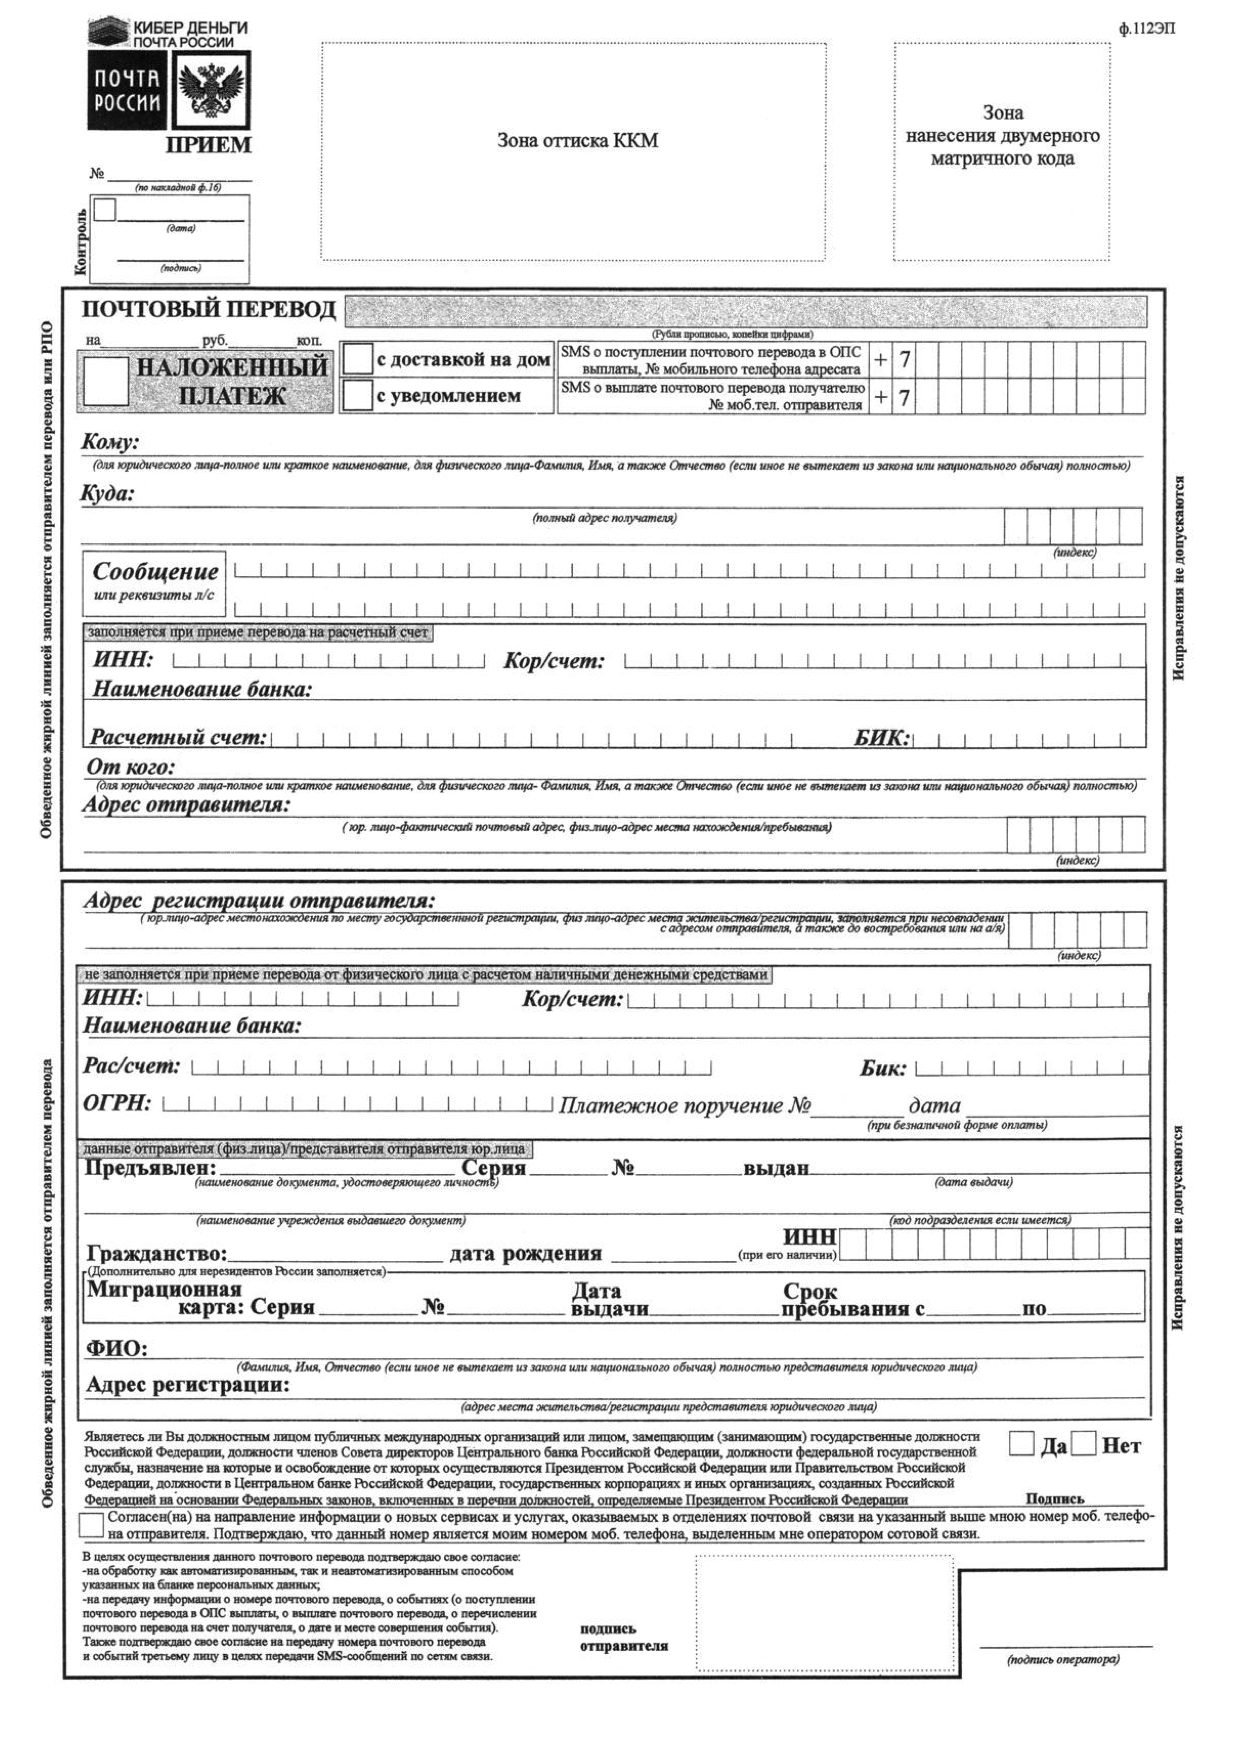 КИБЕР ДЕНЬГИ
ПОЧТА РОССИИ
ф.112ЭП
ПОЧТА
РОССИИ
ПРИЕМ
Зона оттиска ККМ
Зона
нанесения двумерного
матричного кода
№
(по накладной ф.16)
Контроль
(дата)
(подпись)
Обведенное жирной линией заполняется отправителем перевода или РПО
ПОЧТОВЫЙ ПЕРЕВОД
(Рубли прописью, копейки цифрами)
на руб. коп.
НАЛОЖЕННЫЙ
ПЛАТЕЖ
с доставкой на дом
SMS о поступлении почтового перевода в ОПС
выплаты, № мобильного телефона адресата
+ 7
с уведомлением
SMS о выплате почтового перевода получателю
№ моб.тел. отправителя
+ 7
Кому:
(для юридического лица-полное или краткое наименование, для физического лица-Фамилия, Имя, а также Отчество (если иное не вытекает из закона или национального обычая) полностью)
Куда:
(полный адрес получателя)
(индекс)
Сообщение
или реквизиты л/с
заполняется при приеме перевода на расчетный счет
ИНН: Кор/счет:
Наименование банка:
Расчетный счет: БИК:
От кого:
(для юридического лица-полное или краткое наименование, для физического лица- Фамилия, Имя, а также Отчество (если иное не вытекает из закона или национального обычая) полностью)
Адрес отправителя:
( юр. лицо-фактический почтовый адрес, физ.лицо-адрес места нахождения/пребывания)
(индекс)
Исправления не допускаются
Обведенное жирной линией заполняется отправителем перевода
Адрес регистрации отправителя:
( юр.лицо-адрес местонахождения по месту государственнной регистрации, физ лицо-адрес места жительства/регистрации, заполняется при несовпадении
с адресом отправителя, а также до востребования или на а/я)
(индекс)
не заполняется при приеме перевода от физического лица с расчетом наличными денежными средствами
ИНН: Кор/счет:
Наименование банка:
Рас/счет: Бик:
ОГРН: Платежное поручение № дата
(при безналичной форме оплаты)
данные отправителя (физ.лица)/представителя отправителя юр.лица
Предъявлен: Серия № выдан
(наименование документа, удостоверяющего личность) (дата выдачи)
(наименование учреждения выдавшего документ) (код подразделения если имеется)
Гражданство: дата рождения ИНН
(при его наличии)
(Дополнительно для нерезидентов России заполняется)
Миграционная Дата Срок
карта: Серия № выдачи пребывания с по
ФИО:
(Фамилия, Имя, Отчество (если иное не вытекает из закона или национального обычая) полностью представителя юридического лица)
Адрес регистрации:
(адрес места жительства/регистрации представителя юридического лица)
Являетесь ли Вы должностным лицом публичных международных организаций или лицом, замещающим (занимающим) государственные должности
Российской Федерации, должности членов Совета директоров Центрального банка Российской Федерации, должности федеральной государственной
службы, назначение на которые и освобождение от которых осуществляются Президентом Российской Федерации или Правительством Российской
Федерации, должности в Центральном банке Российской Федерации, государственных корпорациях и иных организациях, созданных Российской
Федерацией на основании Федеральных законов, включенных в перечни должностей, определяемые Президентом Российской Федерации
Да Нет
Подпись
Согласен(на) на направление информации о новых сервисах и услугах, оказываемых в отделениях почтовой связи на указанный выше мною номер моб. телефо-
на отправителя. Подтверждаю, что данный номер является моим номером моб. телефона, выделенным мне оператором сотовой связи.
В целях осуществления данного почтового перевода подтверждаю свое согласие:
-на обработку как автоматизированным, так и неавтоматизированным способом
указанных на бланке персональных данных;
-на передачу информации о номере почтового перевода, о событиях (о поступлении
почтового перевода в ОПС выплаты, о выплате почтового перевода, о перечислении
почтового перевода на счет получателя, о дате и месте совершения события).
Также подтверждаю свое согласие на передачу номера почтового перевода
и событий третьему лицу в целях передачи SMS-сообщений по сетям связи.
подпись
отправителя
(подпись оператора)
Исправления не допускаются